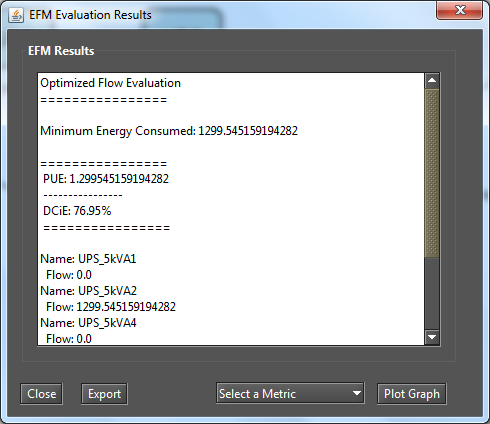 EFM Evaluation Results
EFM Results
Optimized Flow Evaluation
================
Minimum Energy Consumed: 1299.545159194282
================
PUE: 1.299545159194282
----------------
DCiE: 76.95%
================
Name: UPS_5kVA1
Flow: 0.0
Name: UPS_5kVA2
Flow: 1299.545159194282
Name: UPS_5kVA4
Flow: 0.0
Close Export Select a Metric Plot Graph